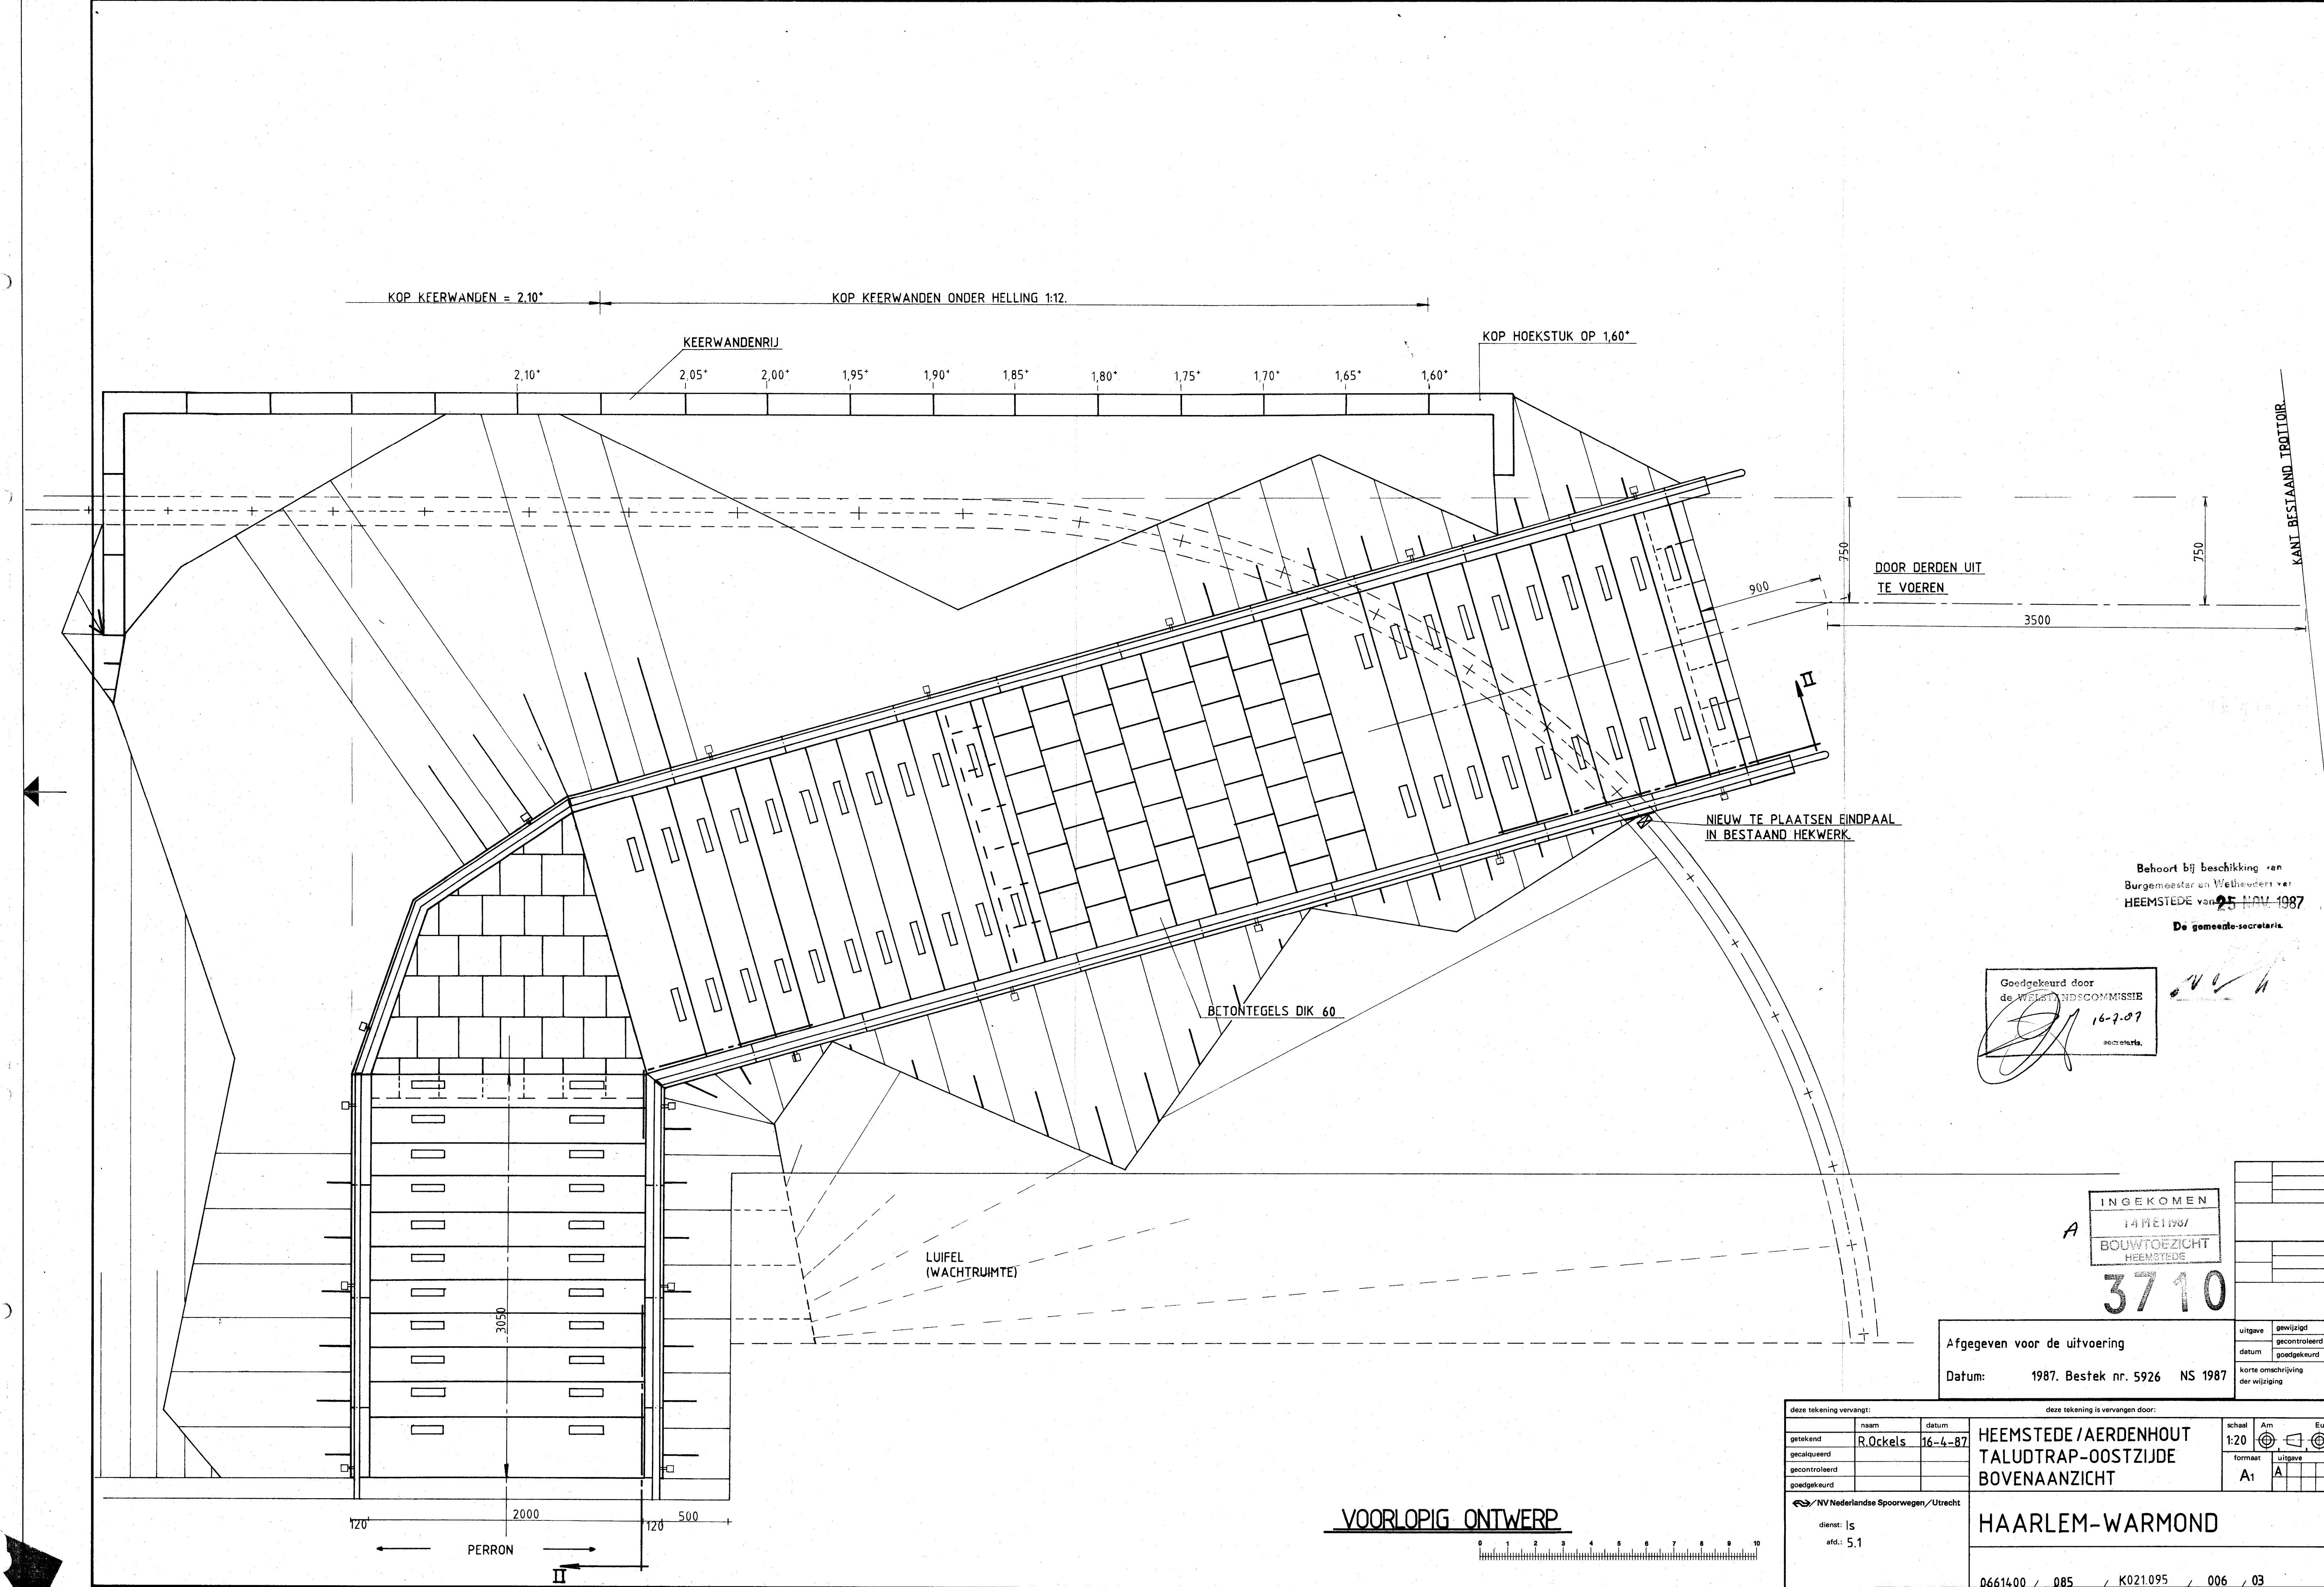 KOP KEERWANDEN = 2.10⁺
KOP KEERWANDEN ONDER HELLING 1:12.
KEERWANDENRIJ
KOP HOEKSTUK OP 1,60⁺
2,10⁺
2,05⁺
2,00⁺
1,95⁺
1,90⁺
1,85⁺
1,80⁺
1,75⁺
1,70⁺
1,65⁺
1,60⁺
KANT BESTAAND TROTTOIR.
750
750
DOOR DERDEN UIT
TE VOEREN
900
3500
II
NIEUW TE PLAATSEN EINDPAAL
IN BESTAAND HEKWERK
Behoort bij beschikking van
Burgemeester en Wethouders van
HEEMSTEDE van 25 NOV. 1987
De gemeente-secretaris.
Goedgekeurd door
de WELSTANDSCOMMISSIE
16-7-87
secretaris.
BETONTEGELS DIK 60
LUIFEL
(WACHTRUIMTE)
3050
A
INGEKOMEN
14 MEI 1987
BOUWTOEZICHT
HEEMSTEDE
3710
Afgegeven voor de uitvoering
Datum: 1987. Bestek nr. 5926 NS 1987
uitgave
gewijzigd
gecontroleerd
datum
goedgekeurd
korte omschrijving
der wijziging
deze tekening vervangt:
deze tekening is vervangen door:
naam
datum
getekend
R.Ockels
16-4-87
gecalqueerd
gecontroleerd
goedgekeurd
HEEMSTEDE/AERDENHOUT
TALUDTRAP-OOSTZIJDE
BOVENAANZICHT
schaal
1:20
Am
Eu
formaat
A1
uitgave
A
NV Nederlandse Spoorwegen/Utrecht
dienst: Is
afd.: 5.1
HAARLEM-WARMOND
0661400 / 085 / K021.095 / 006 / 03
120
2000
120
500
PERRON
II
VOORLOPIG ONTWERP
0 1 2 3 4 5 6 7 8 9 10